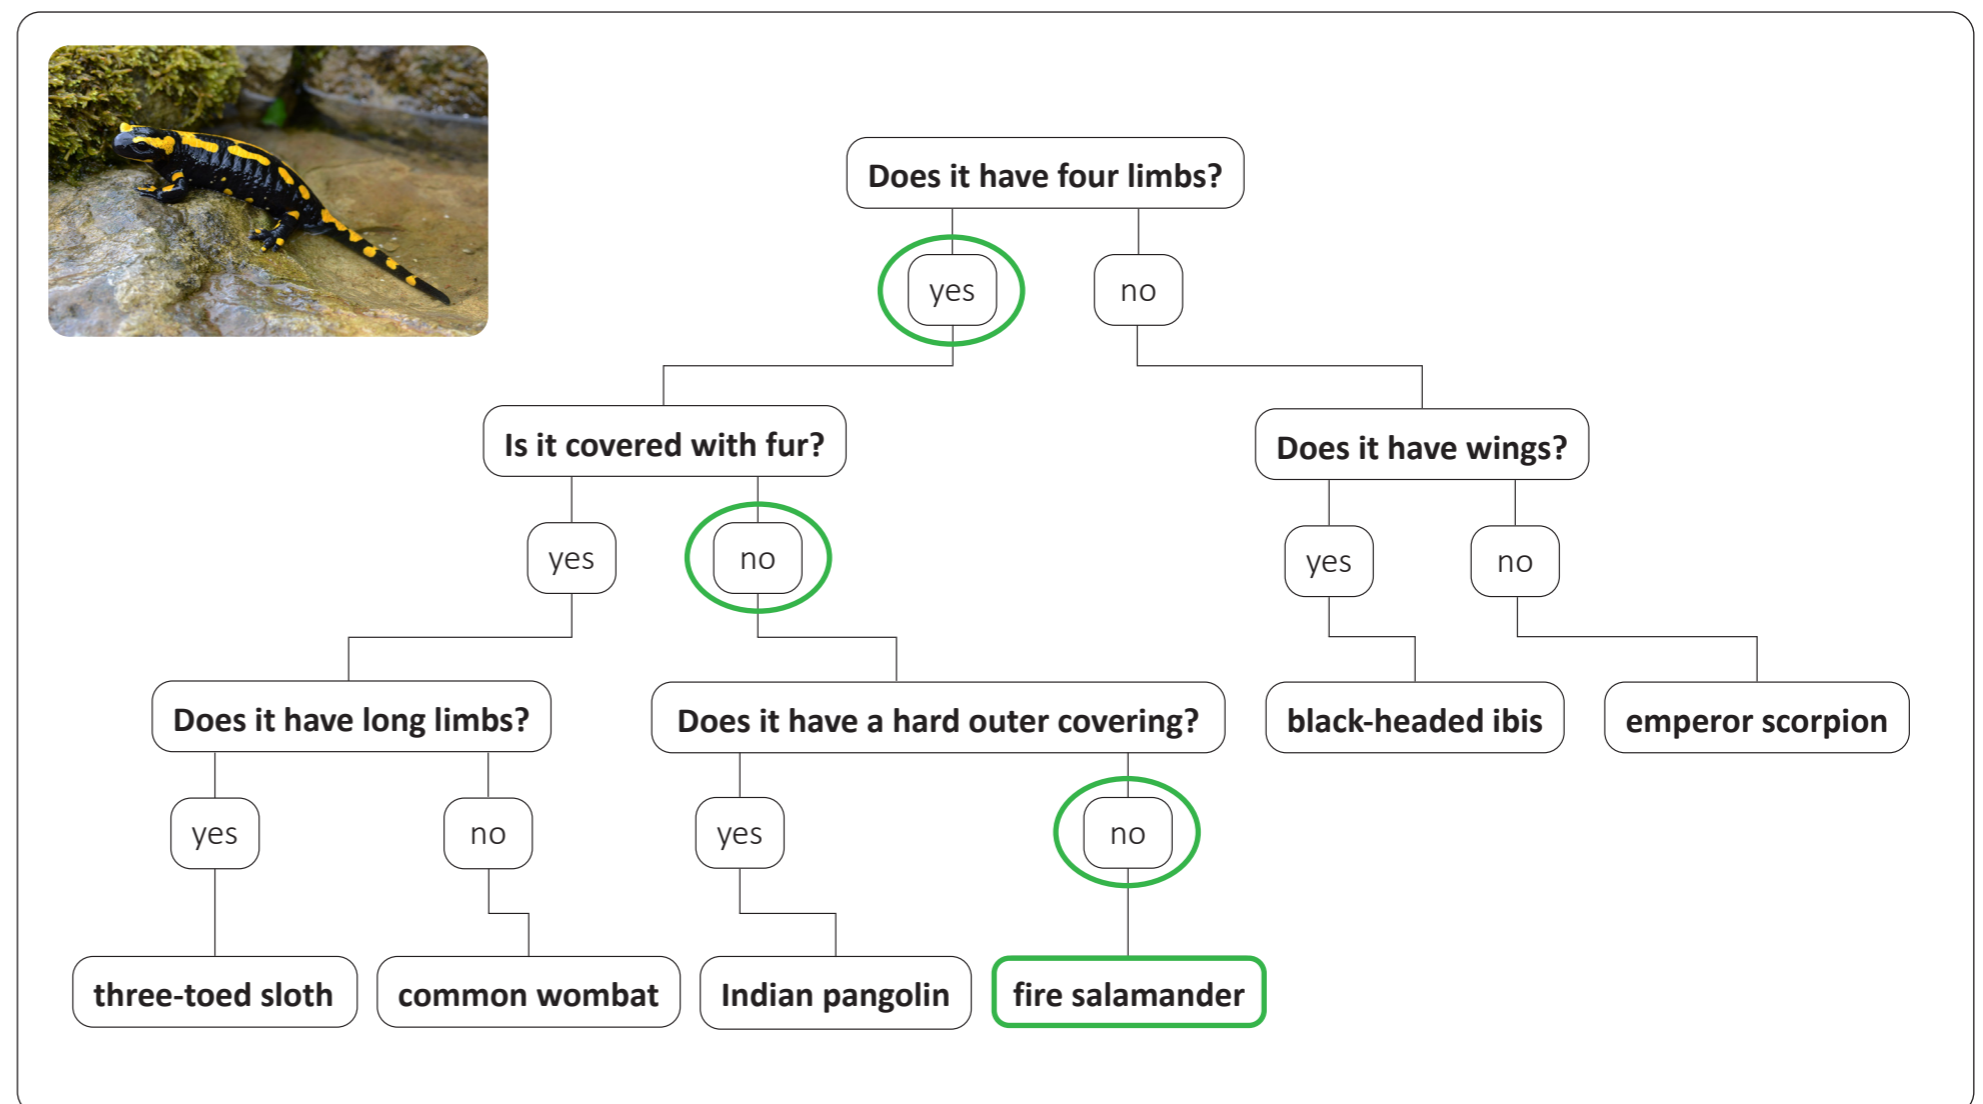 Does it have four limbs?
yes
no
Is it covered with fur?
Does it have wings?
yes
no
yes
no
Does it have long limbs?
Does it have a hard outer covering?
black-headed ibis
emperor scorpion
yes
no
yes
no
three-toed sloth
common wombat
Indian pangolin
fire salamander